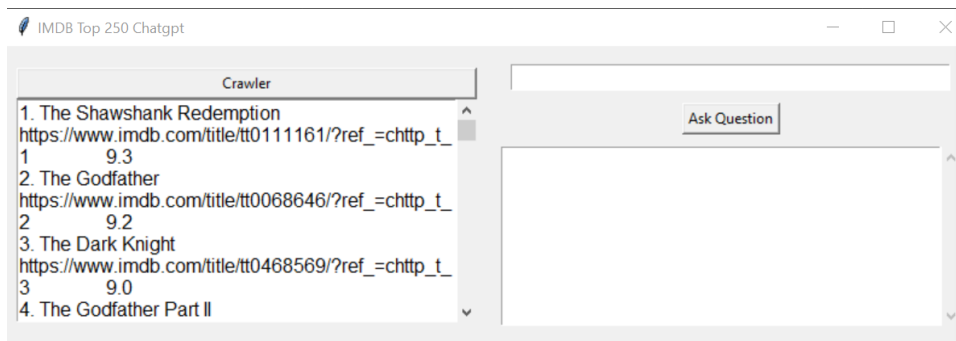 IMDB Top 250 Chatgpt
Crawler
1. The Shawshank Redemption
https://www.imdb.com/title/tt0111161/?ref_=chttp_t_
1 9.3
2. The Godfather
https://www.imdb.com/title/tt0068646/?ref_=chttp_t_
2 9.2
3. The Dark Knight
https://www.imdb.com/title/tt0468569/?ref_=chttp_t_
3 9.0
4. The Godfather Part II
Ask Question